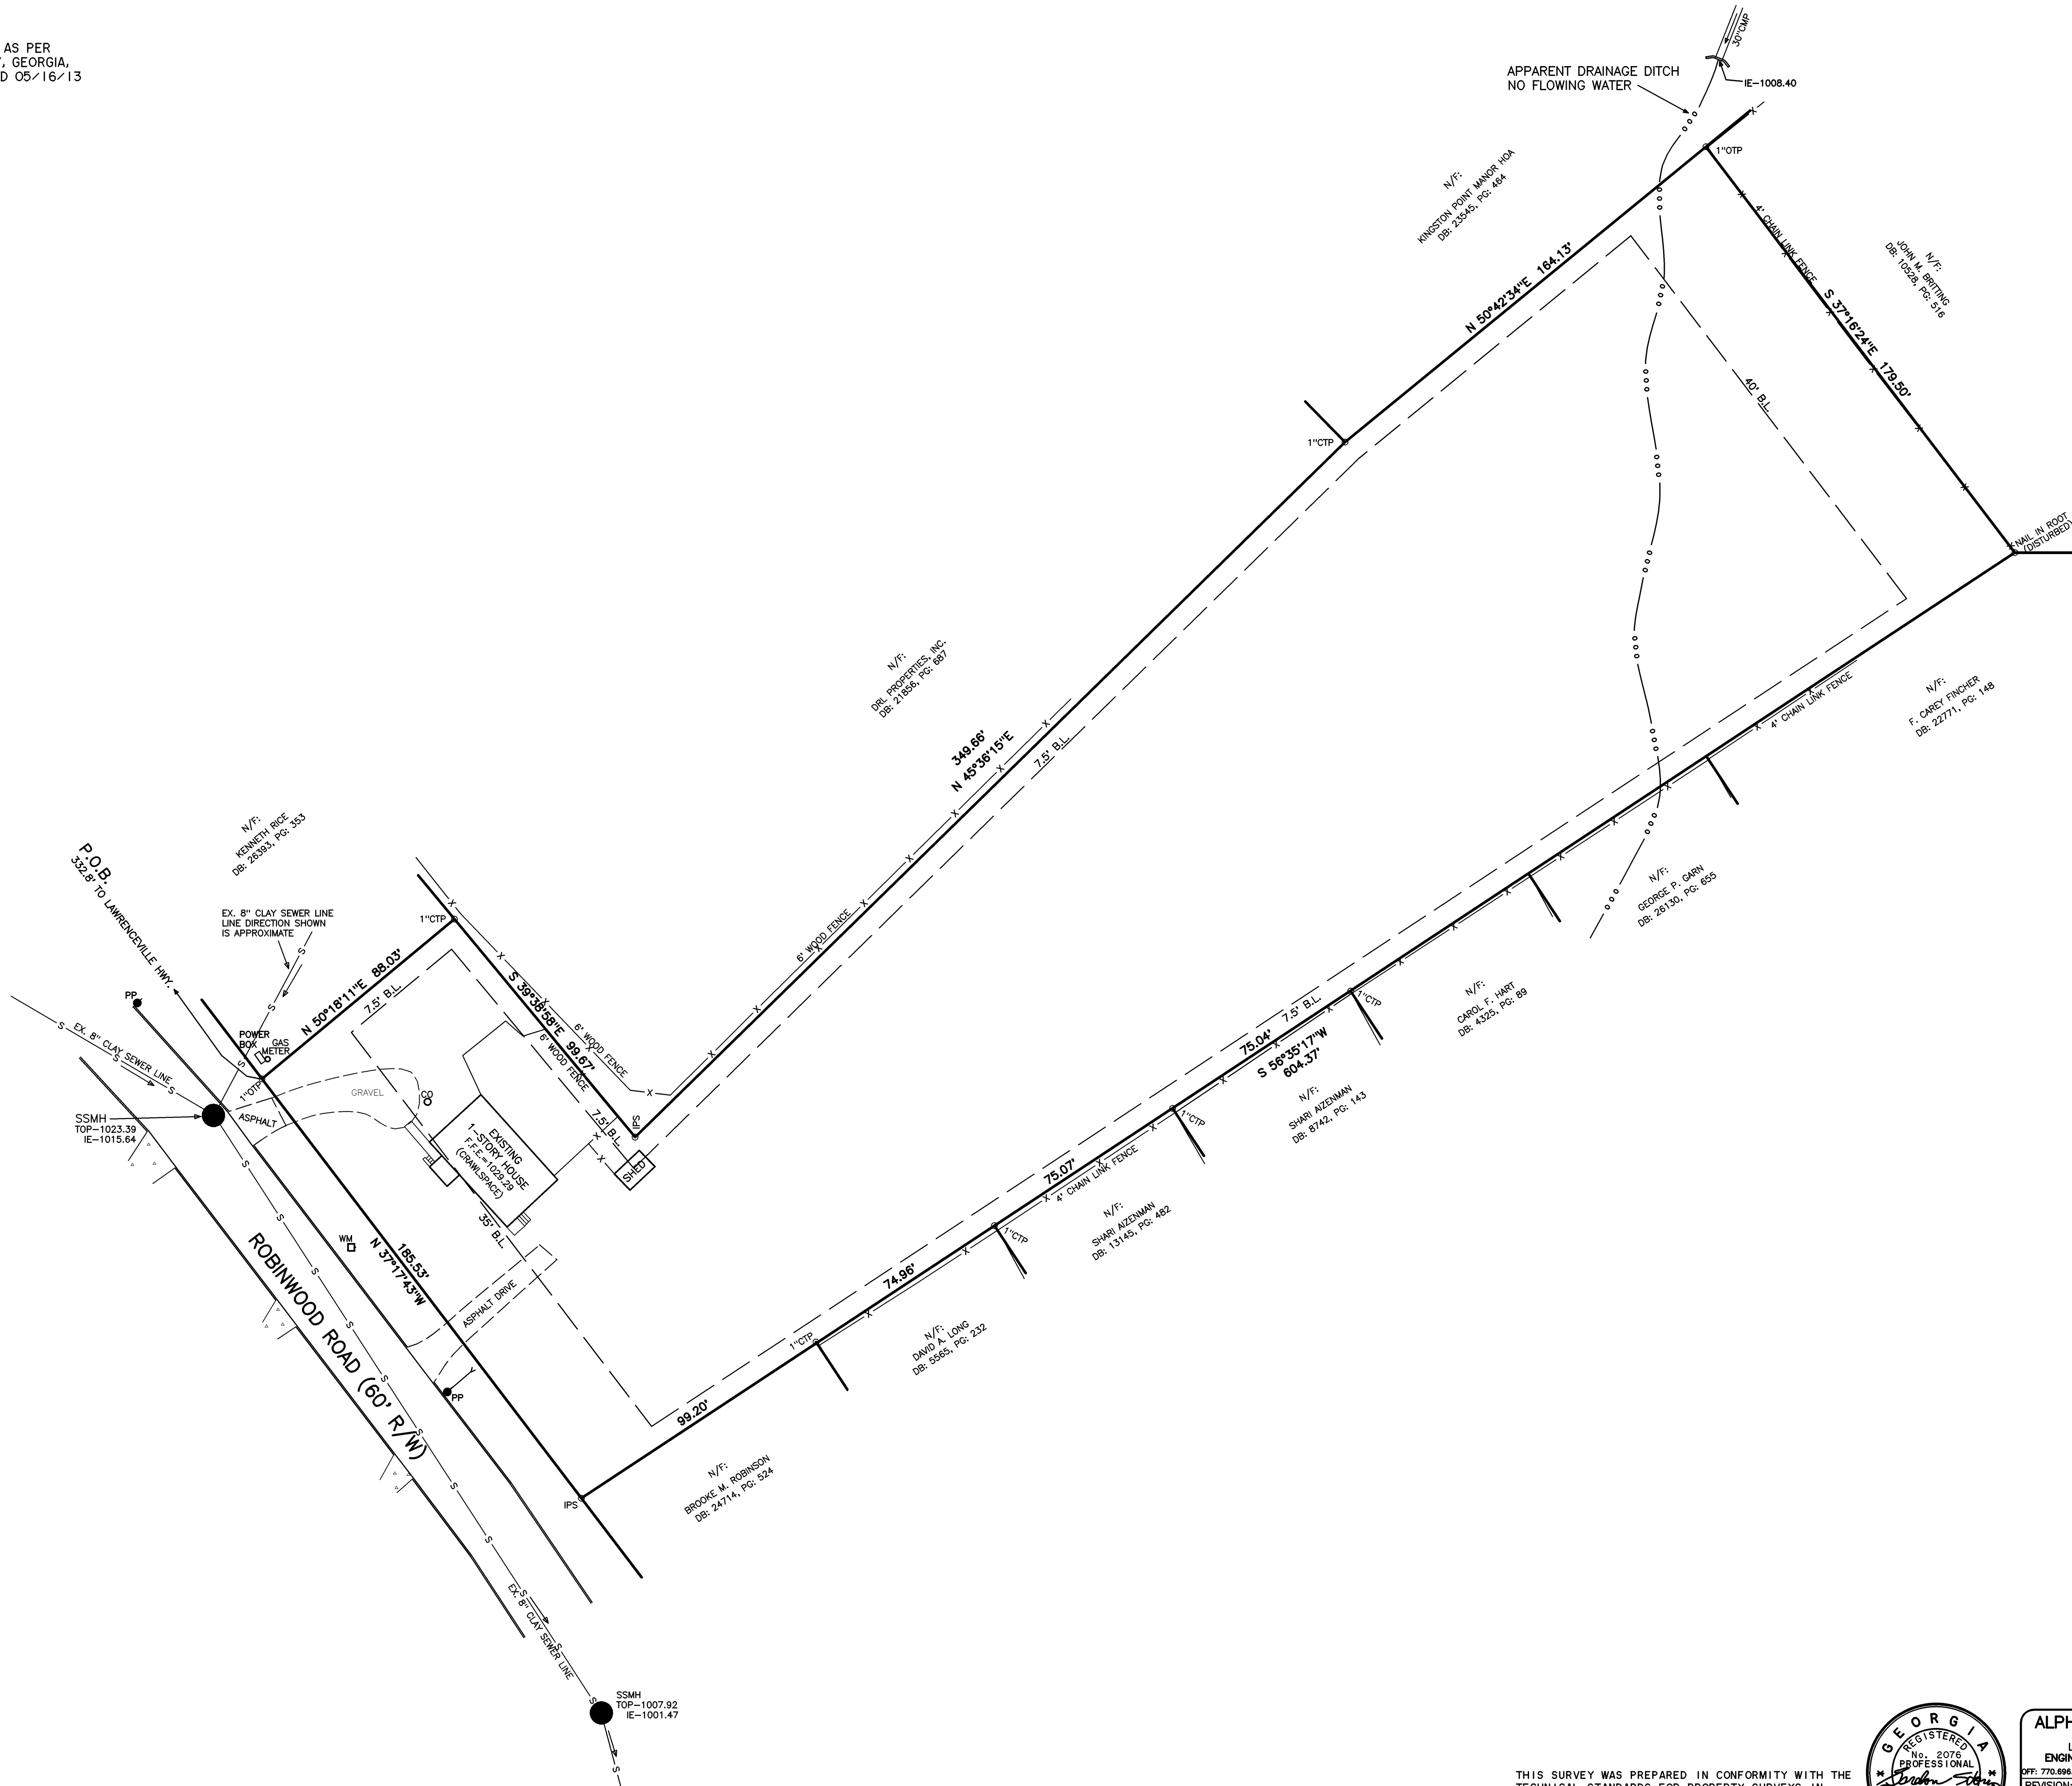 AS PER
, GEORGIA,
D 05/16/13
30"CMP
APPARENT DRAINAGE DITCH
NO FLOWING WATER
IE-1008.40
1"OTP
N/F:
KINGSTON POINT MANOR HOA
DB: 23545, PG: 464
4' CHAIN LINK FENCE
N/F:
JOHN M. BRITTING
DB: 10528, PG: 516
N 50°42'34"E 164.13'
S 37°16'24"E 179.50'
40' B.L.
1"CTP
NAIL IN ROOT
(DISTURBED)
N/F:
DRL PROPERTIES, INC.
DB: 21856, PG: 687
349.66'
N 45°36'15"E
7.5' B.L.
4' CHAIN LINK FENCE
N/F:
F. CAREY FINCHER
DB: 22771, PG: 148
N/F:
KENNETH RICE
DB: 26393, PG: 353
P.O.B.
332.8' TO LAWRENCEVILLE HWY.
EX. 8" CLAY SEWER LINE
LINE DIRECTION SHOWN
IS APPROXIMATE
1"CTP
6' WOOD FENCE
N/F:
GEORGE P. GARN
DB: 26130, PG: 655
N 50°18'11"E 88.03'
7.5' B.L.
S 39°38'58"E 99.67'
6' WOOD FENCE
6' WOOD FENCE
PP
EX. 8" CLAY SEWER LINE
POWER
BOX
GAS
METER
1"OTP
GRAVEL
CO
ASPHALT
SSMH
TOP-1023.39
IE-1015.64
7.5' B.L.
IPS
SHED
EXISTING
1-STORY HOUSE
F.F.E.=1029.29
(CRAWLSPACE)
35' B.L.
1"CTP
N/F:
CAROL F. HART
DB: 4325, PG: 89
7.5' B.L.
75.04'
S 56°35'17"W
604.37'
N/F:
SHARI AIZENMAN
DB: 8742, PG: 143
1"CTP
75.07'
4' CHAIN LINK FENCE
N/F:
SHARI AIZENMAN
DB: 13145, PG: 482
1"CTP
74.96'
WM
185.53'
N 37°17'43"W
ASPHALT DRIVE
ROBINWOOD ROAD (60' R/W)
1"CTP
N/F:
DAVID A. LONG
DB: 5565, PG: 232
PP
99.20'
N/F:
BROOKE M. ROBINSON
DB: 24714, PG: 524
IPS
EX. 8" CLAY SEWER LINE
SSMH
TOP-1007.92
IE-1001.47
GEORGIA
REGISTERED
No. 2076
PROFESSIONAL
ALPH
ENGIN
OFF: 770.695
REVISION
THIS SURVEY WAS PREPARED IN CONFORMITY WITH THE
TECHNICAL STANDARDS FOR PROPERTY SURVEYS IN